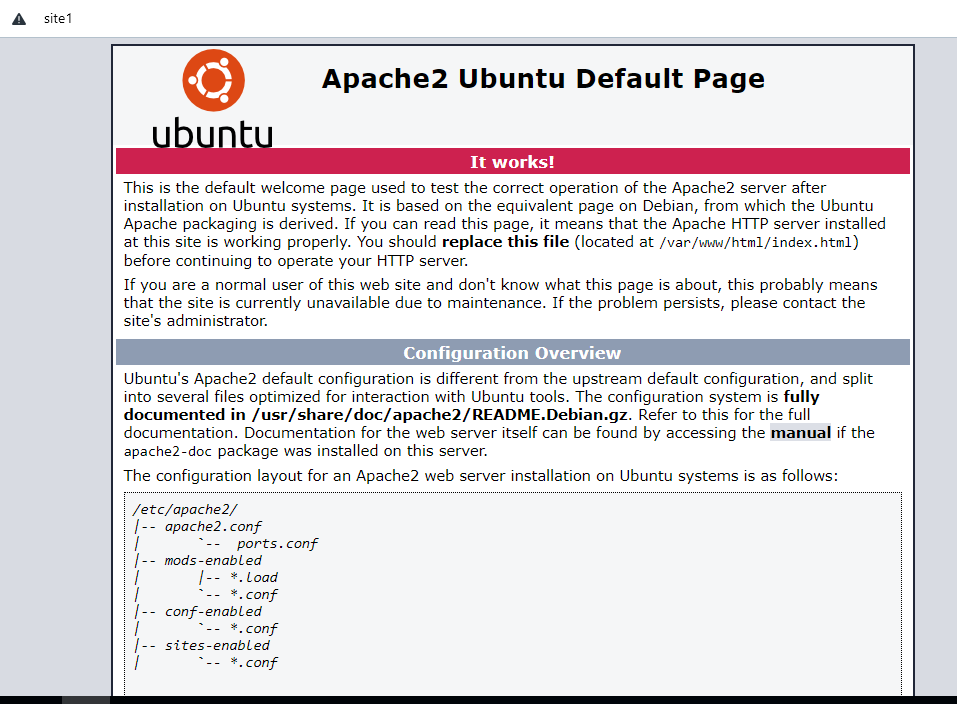 site1
ubuntu
Apache2 Ubuntu Default Page
It works!
This is the default welcome page used to test the correct operation of the Apache2 server after
installation on Ubuntu systems. It is based on the equivalent page on Debian, from which the Ubuntu
Apache packaging is derived. If you can read this page, it means that the Apache HTTP server installed
at this site is working properly. You should replace this file (located at /var/www/html/index.html)
before continuing to operate your HTTP server.
If you are a normal user of this web site and don't know what this page is about, this probably means
that the site is currently unavailable due to maintenance. If the problem persists, please contact the
site's administrator.
Configuration Overview
Ubuntu's Apache2 default configuration is different from the upstream default configuration, and split
into several files optimized for interaction with Ubuntu tools. The configuration system is fully
documented in /usr/share/doc/apache2/README.Debian.gz. Refer to this for the full
documentation. Documentation for the web server itself can be found by accessing the manual if the
apache2-doc package was installed on this server.
The configuration layout for an Apache2 web server installation on Ubuntu systems is as follows:
/etc/apache2/
|-- apache2.conf
|       `--  ports.conf
|-- mods-enabled
|       |-- *.load
|       `-- *.conf
|-- conf-enabled
|       `-- *.conf
|-- sites-enabled
|       `-- *.conf